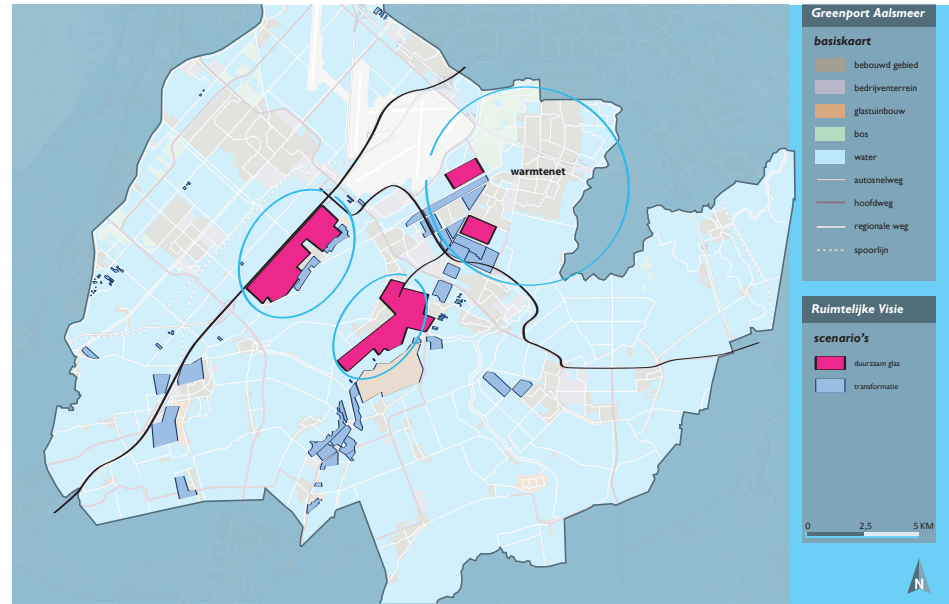 Greenport Aalsmeer
basiskaart
bebouwd gebied
bedrijventerrein
glastuinbouw
bos
water
autosnelweg
hoofdweg
regionale weg
spoorlijn
warmtenet
Ruimtelijke Visie
scenario's
duurzaam glas
transformatie
0 2,5 5 KM
N